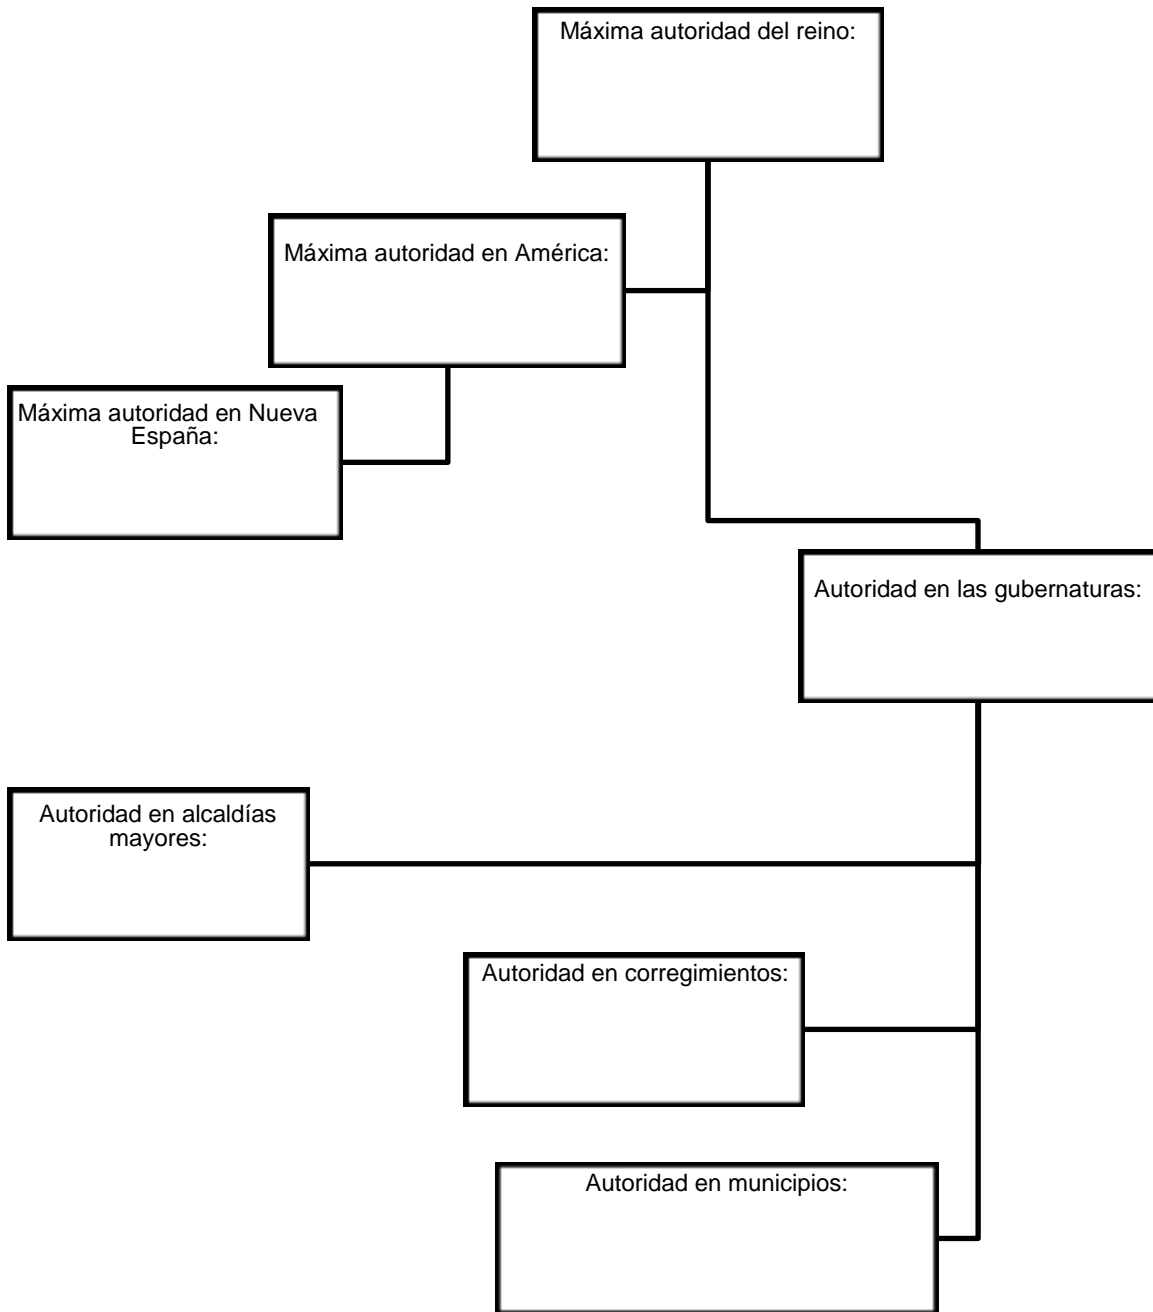 Máxima autoridad del reino:
Máxima autoridad en América:
Máxima autoridad en Nueva
España:
Autoridad en las gubernaturas:
Autoridad en alcaldías
mayores:
Autoridad en corregimientos:
Autoridad en municipios: